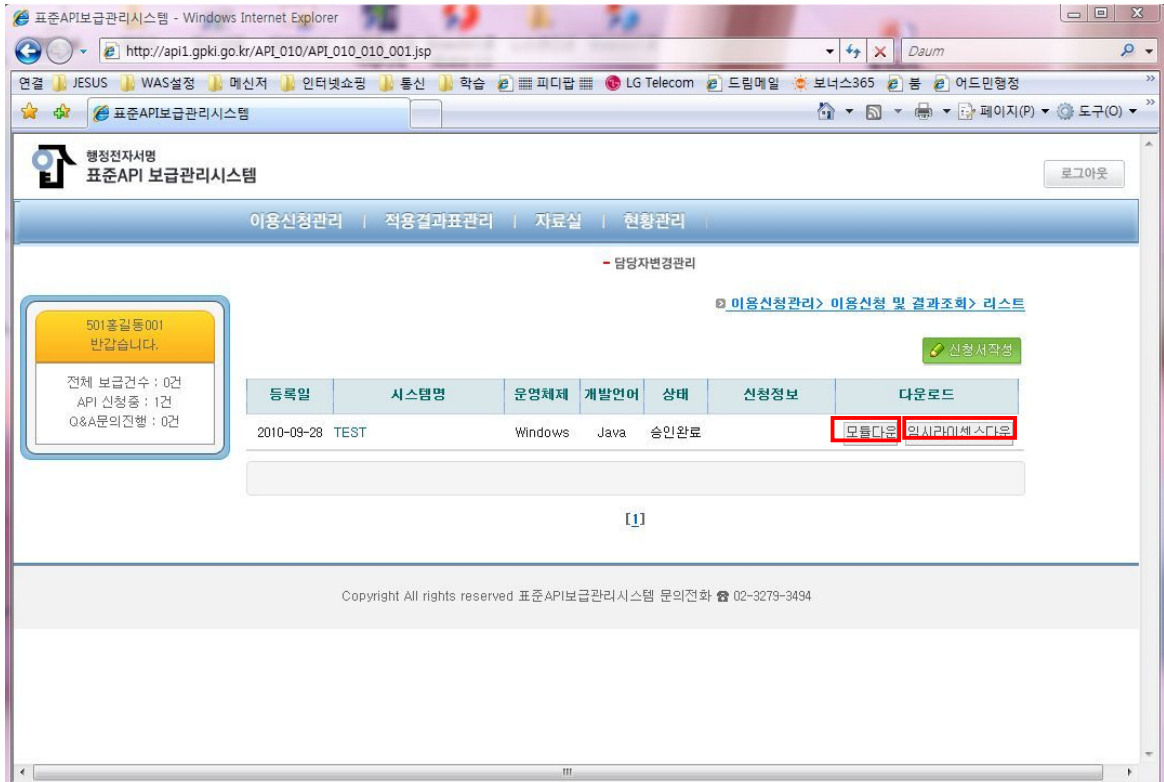 표준API보급관리시스템 - Windows Internet Explorer
http://api1.gpki.go.kr/API_010/API_010_010_001.jsp
Daum
연결 JESUS WAS설정 메신저 인터넷쇼핑 통신 학습 피디팝 LG Telecom 드림메일 보너스365 붐 어드민행정
표준API보급관리시스템
페이지(P) 도구(O)
행정전자서명
표준API 보급관리시스템
로그아웃
이용신청관리 | 적용결과표관리 | 자료실 | 현황관리 |
- 담당자변경관리
이용신청관리> 이용신청 및 결과조회> 리스트
501홍길동001
반갑습니다.
신청서작성
전체 보급건수 : 0건
API 신청중 : 1건
Q&A문의진행 : 0건
등록일 시스템명 운영체제 개발언어 상태 신청정보 다운로드
2010-09-28 TEST Windows Java 승인완료 모듈다운 임시라이센스다운
[1]
Copyright All rights reserved 표준API보급관리시스템 문의전화 ☎ 02-3279-3494